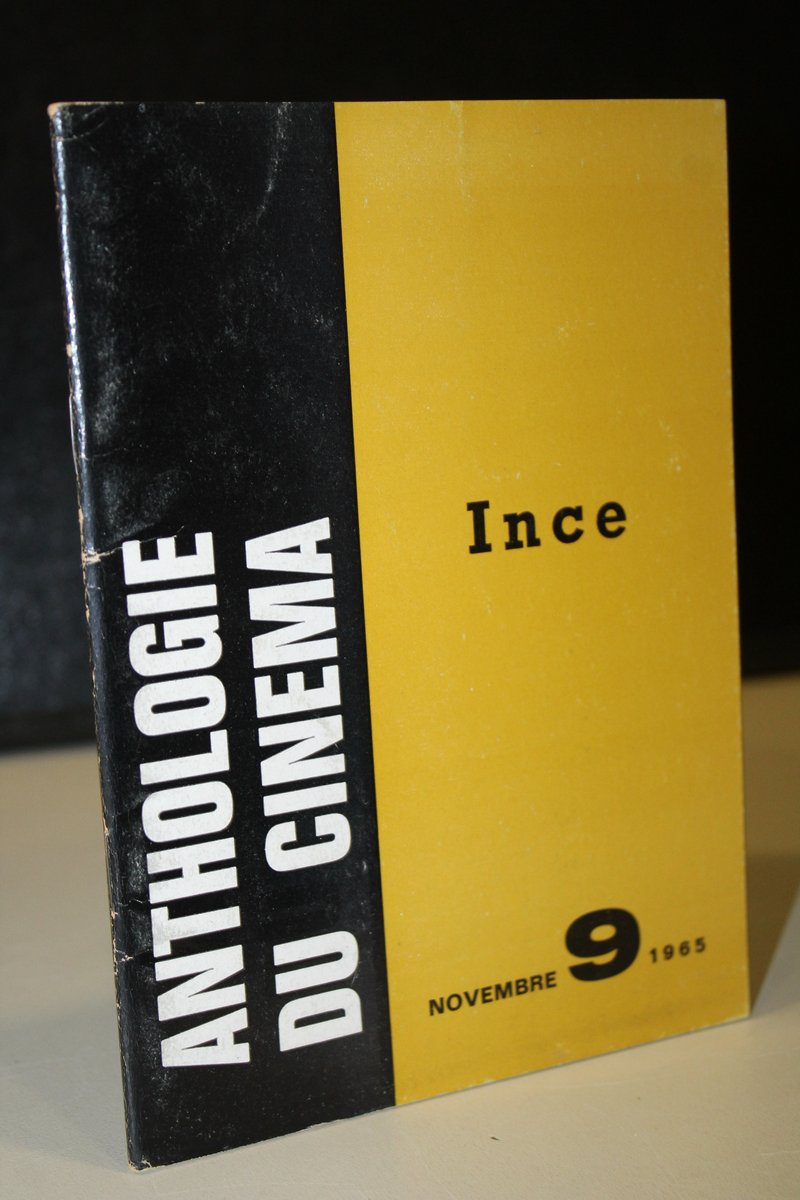 ANTHOLOGIE
DU CINEMA
Ince
NOVEMBRE 9 1965